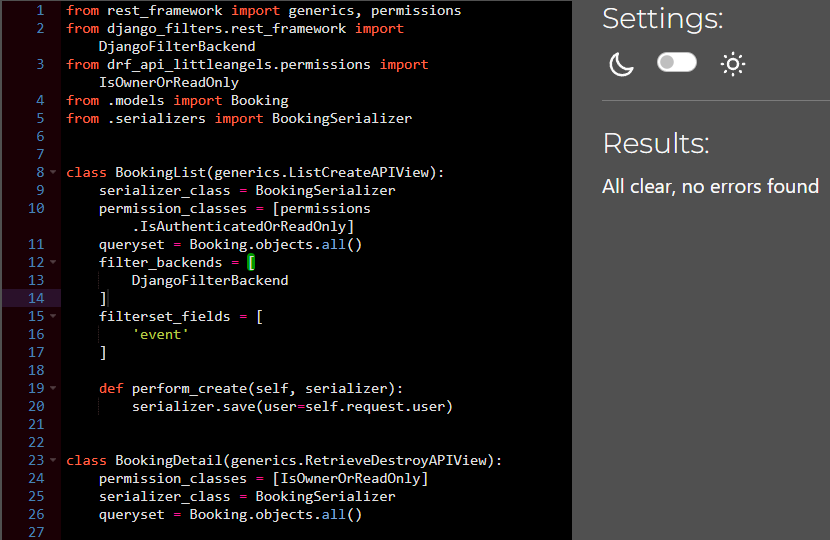 1 from rest_framework import generics, permissions
2 from django_filters.rest_framework import
DjangoFilterBackend
3 from drf_api_littleangels.permissions import
IsOwnerOrReadOnly
4 from .models import Booking
5 from .serializers import BookingSerializer
6
7
8 class BookingList(generics.ListCreateAPIView):
9 serializer_class = BookingSerializer
10 permission_classes = [permissions
.IsAuthenticatedOrReadOnly]
11 queryset = Booking.objects.all()
12 filter_backends = [
13 DjangoFilterBackend
14 ]
15 filterset_fields = [
16 'event'
17 ]
18
19 def perform_create(self, serializer):
20 serializer.save(user=self.request.user)
21
22
23 class BookingDetail(generics.RetrieveDestroyAPIView):
24 permission_classes = [IsOwnerOrReadOnly]
25 serializer_class = BookingSerializer
26 queryset = Booking.objects.all()
27
Settings:
Results:
All clear, no errors found